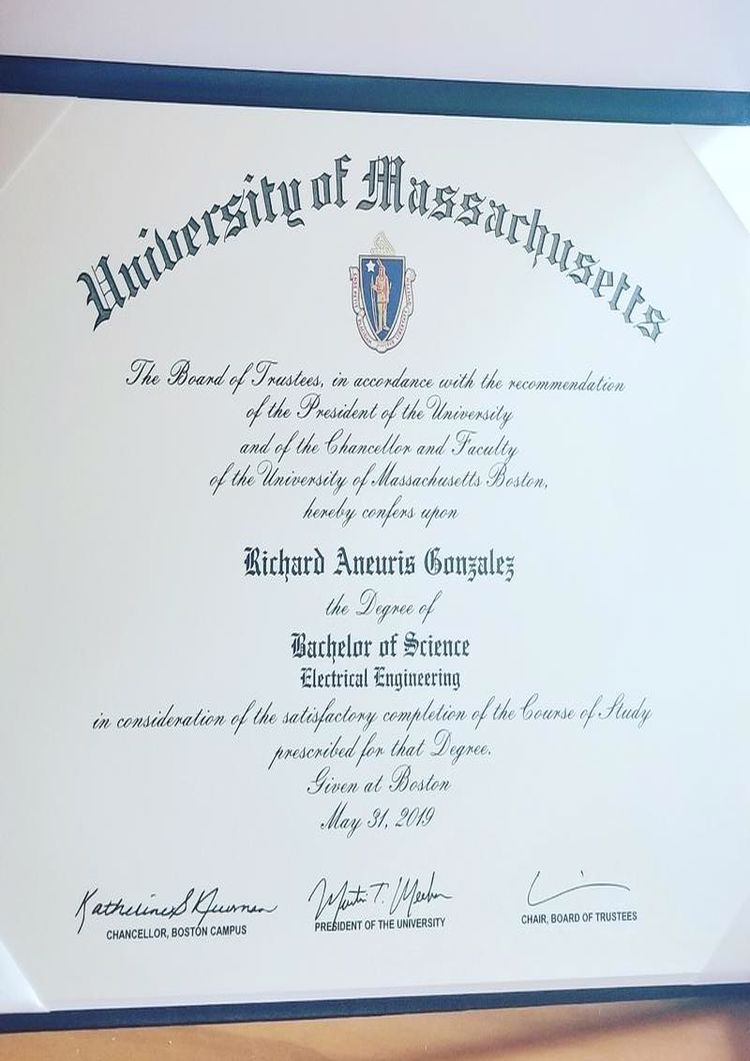 University of Massachusetts
The Board of Trustees, in accordance with the recommendation
of the President of the University
and of the Chancellor and Faculty
of the University of Massachusetts Boston,
hereby confers upon
Richard Aneuris Gonzalez
the Degree of
Bachelor of Science
Electrical Engineering
in consideration of the satisfactory completion of the Course of Study
prescribed for that Degree.
Given at Boston
May 31, 2019
Katherine S Newman
CHANCELLOR, BOSTON CAMPUS
Martin T. Meehan
PRESIDENT OF THE UNIVERSITY
CHAIR, BOARD OF TRUSTEES